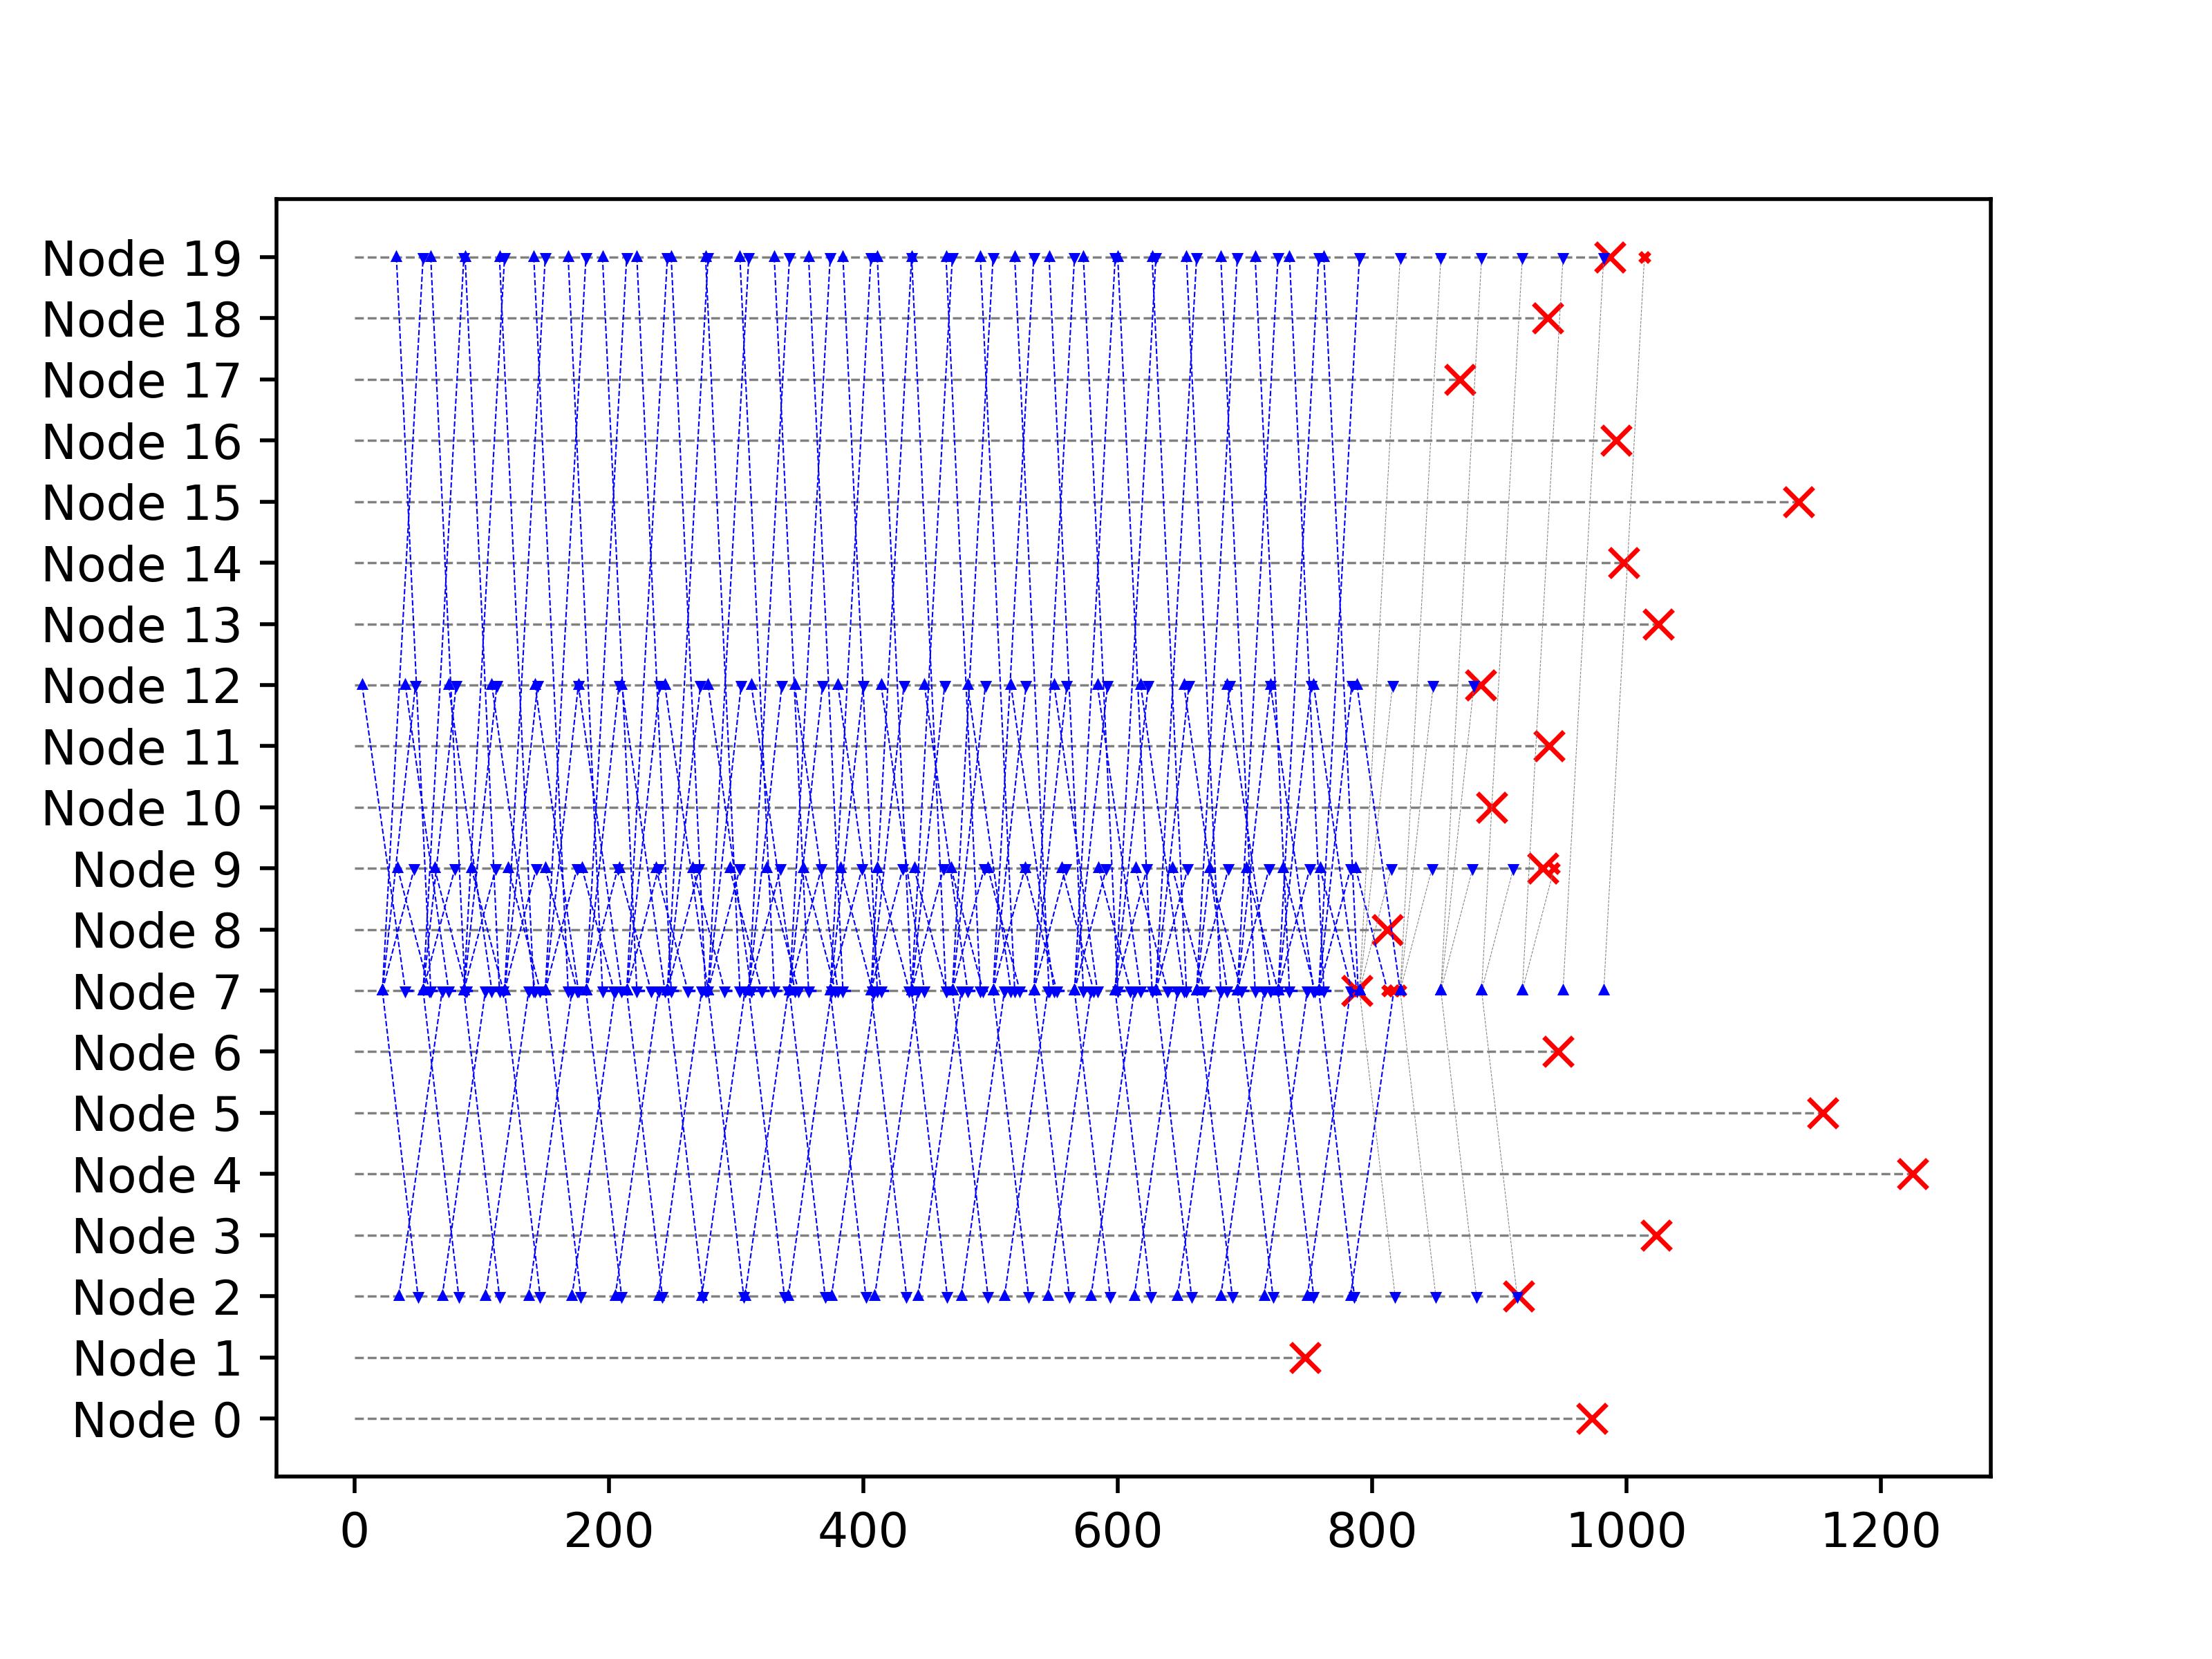 Node 19
Node 18
Node 17
Node 16
Node 15
Node 14
Node 13
Node 12
Node 11
Node 10
Node 9
Node 8
Node 7
Node 6
Node 5
Node 4
Node 3
Node 2
Node 1
Node 0
0 200 400 600 800 1000 1200